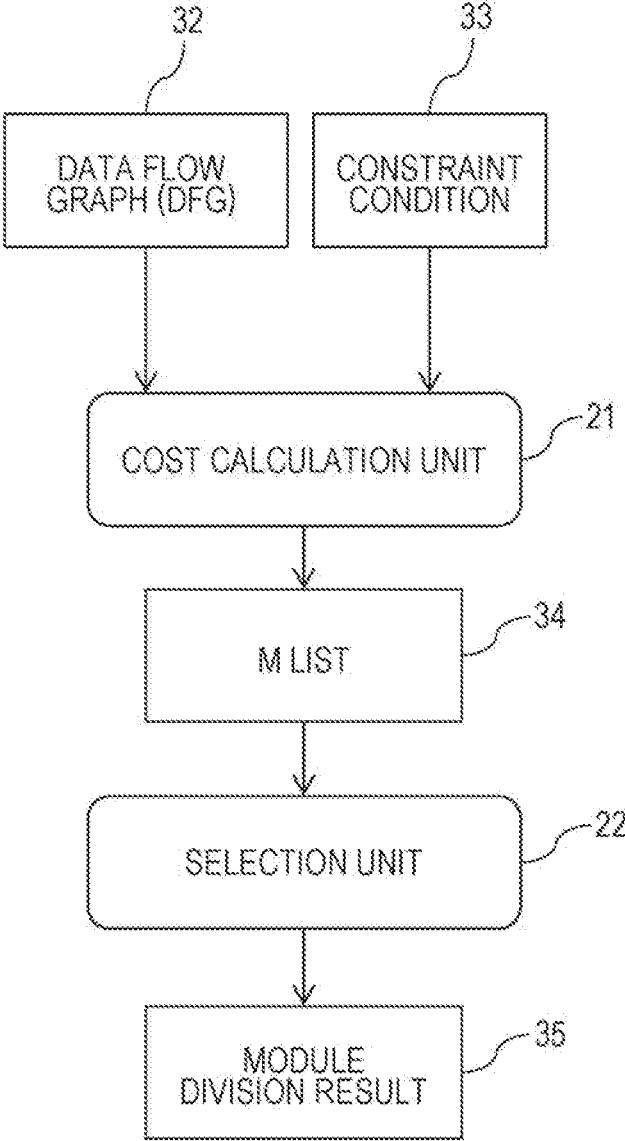 32
33
DATA FLOW
GRAPH (DFG)
CONSTRAINT
CONDITION
21
COST CALCULATION UNIT
34
M LIST
22
SELECTION UNIT
35
MODULE
DIVISION RESULT